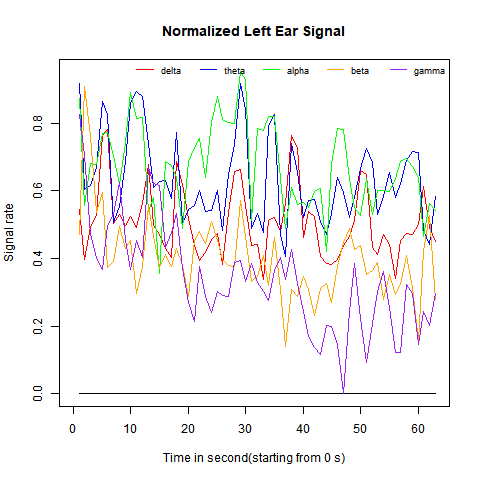 Normalized Left Ear Signal
delta theta alpha beta gamma
Signal rate
0.8
0.6
0.4
0.2
0.0
0 10 20 30 40 50 60
Time in second(starting from 0 s)